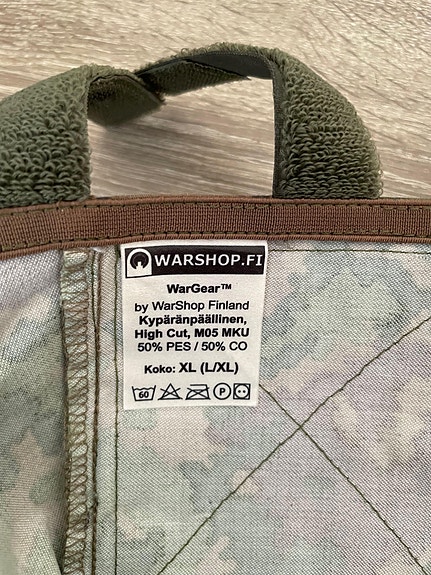 WARSHOP.FI
WarGear™
by WarShop Finland
Kypäränpäällinen,
High Cut, M05 MKU
50% PES / 50% CO
Koko: XL (L/XL)
60 P